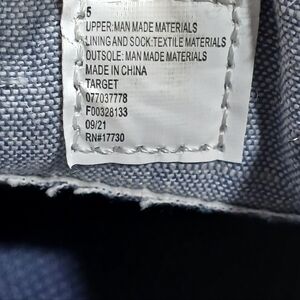 5
UPPER: MAN MADE MATERIALS
LINING AND SOCK: TEXTILE MATERIALS
OUTSOLE: MAN MADE MATERIALS
MADE IN CHINA
TARGET
077037778
F00328133
09/21
RN#17730